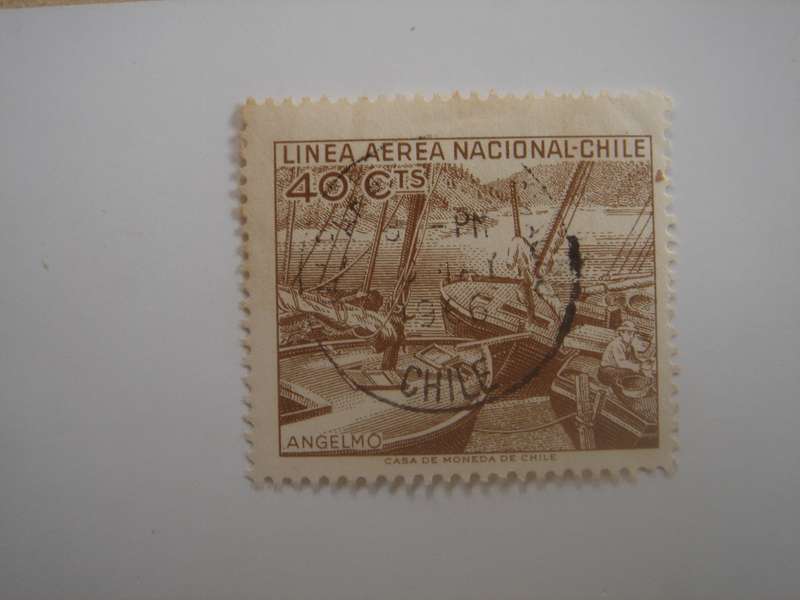 LINEA AEREA NACIONAL-CHILE
40 CTS
CHILE
ANGELMO
CASA DE MONEDA DE CHILE